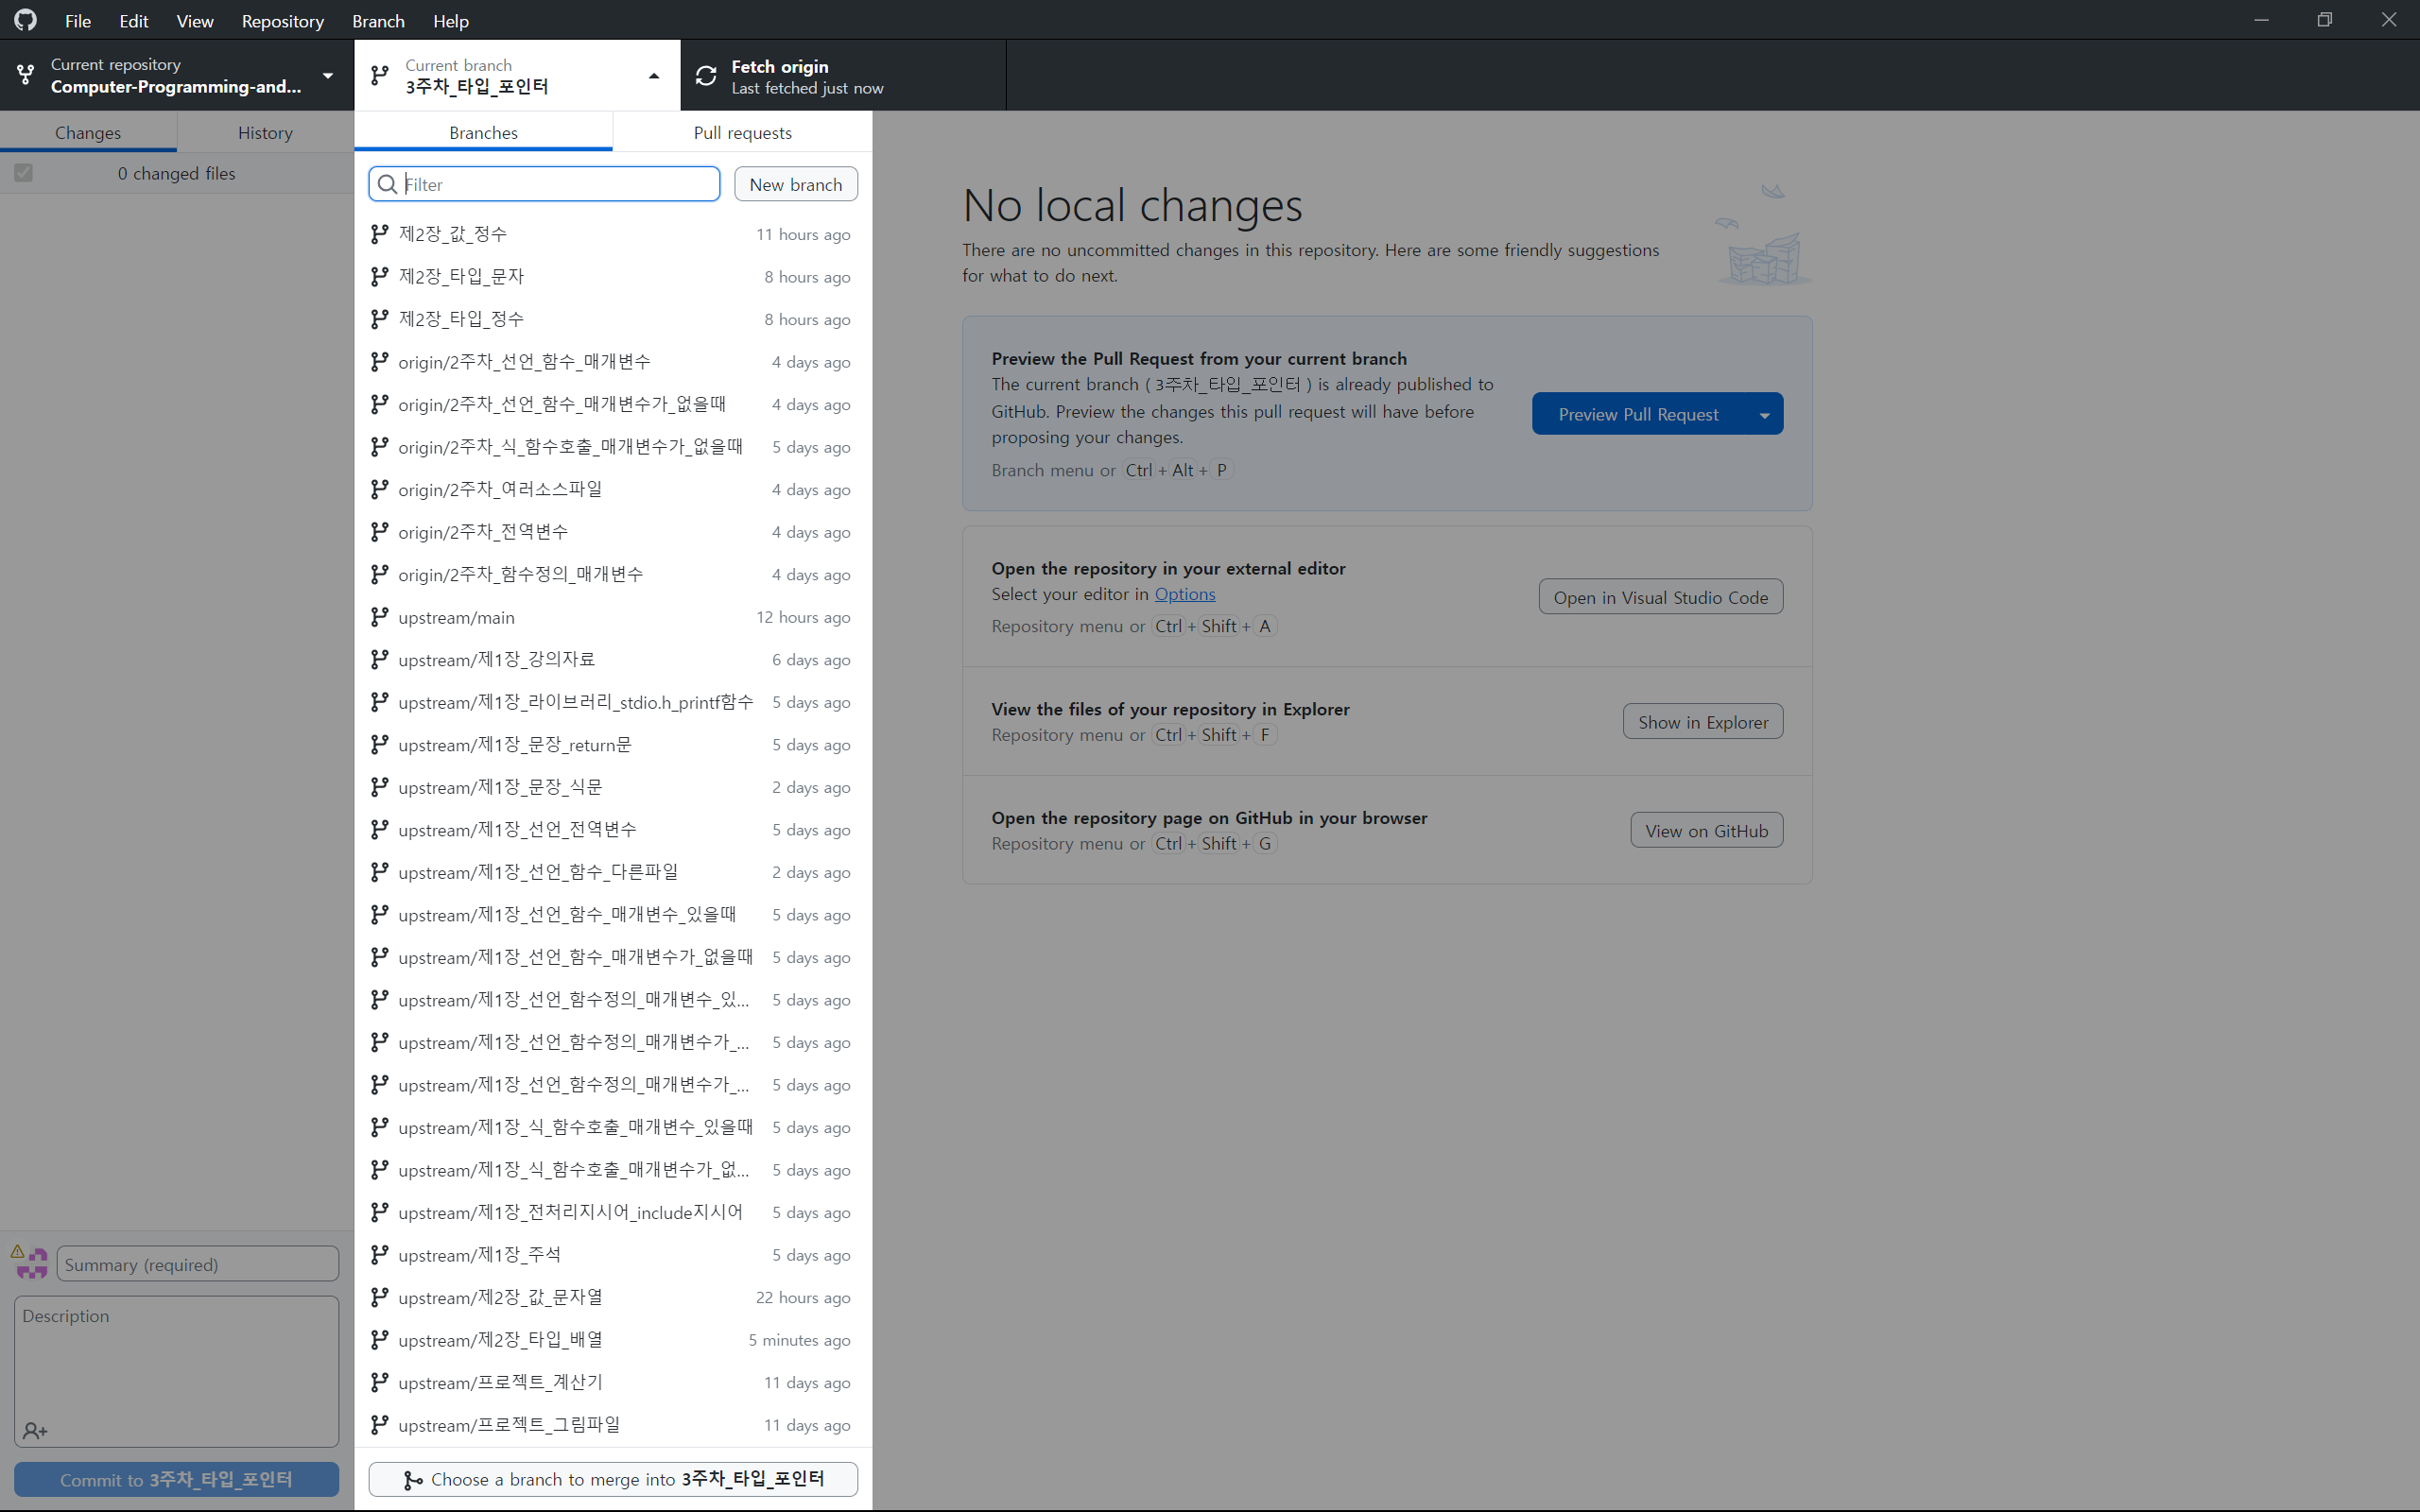 File Edit View Repository Branch Help
Current repository
Computer-Programming-and...
Current branch
3주차_타입_포인터
Fetch origin
Last fetched just now
Changes History
0 changed files
Branches Pull requests
Filter
New branch
제2장_값_정수 11 hours ago
제2장_타입_문자 8 hours ago
제2장_타입_정수 8 hours ago
origin/2주차_선언_함수_매개변수 4 days ago
origin/2주차_선언_함수_매개변수가_없을때 4 days ago
origin/2주차_식_함수호출_매개변수가_없을때 5 days ago
origin/2주차_여러소스파일 4 days ago
origin/2주차_전역변수 4 days ago
origin/2주차_함수정의_매개변수 4 days ago
upstream/main 12 hours ago
upstream/제1장_강의자료 6 days ago
upstream/제1장_라이브러리_stdio.h_printf함수 5 days ago
upstream/제1장_문장_return문 5 days ago
upstream/제1장_문장_식문 2 days ago
upstream/제1장_선언_전역변수 5 days ago
upstream/제1장_선언_함수_다른파일 2 days ago
upstream/제1장_선언_함수_매개변수_있을때 5 days ago
upstream/제1장_선언_함수_매개변수가_없을때 5 days ago
upstream/제1장_선언_함수정의_매개변수_있... 5 days ago
upstream/제1장_선언_함수정의_매개변수가_... 5 days ago
upstream/제1장_선언_함수정의_매개변수가_... 5 days ago
upstream/제1장_식_함수호출_매개변수_있을때 5 days ago
upstream/제1장_식_함수호출_매개변수가_없... 5 days ago
upstream/제1장_전처리지시어_include지시어 5 days ago
upstream/제1장_주석 5 days ago
upstream/제2장_값_문자열 22 hours ago
upstream/제2장_타입_배열 5 minutes ago
upstream/프로젝트_계산기 11 days ago
upstream/프로젝트_그림파일 11 days ago
Choose a branch to merge into 3주차_타입_포인터
Summary (required)
Description
Commit to 3주차_타입_포인터
No local changes
There are no uncommitted changes in this repository. Here are some friendly suggestions
for what to do next.
Preview the Pull Request from your current branch
The current branch ( 3주차_타입_포인터 ) is already published to
GitHub. Preview the changes this pull request will have before
proposing your changes.
Branch menu or Ctrl + Alt + P
Preview Pull Request
Open the repository in your external editor
Select your editor in Options
Repository menu or Ctrl + Shift + A
Open in Visual Studio Code
View the files of your repository in Explorer
Repository menu or Ctrl + Shift + F
Show in Explorer
Open the repository page on GitHub in your browser
Repository menu or Ctrl + Shift + G
View on GitHub